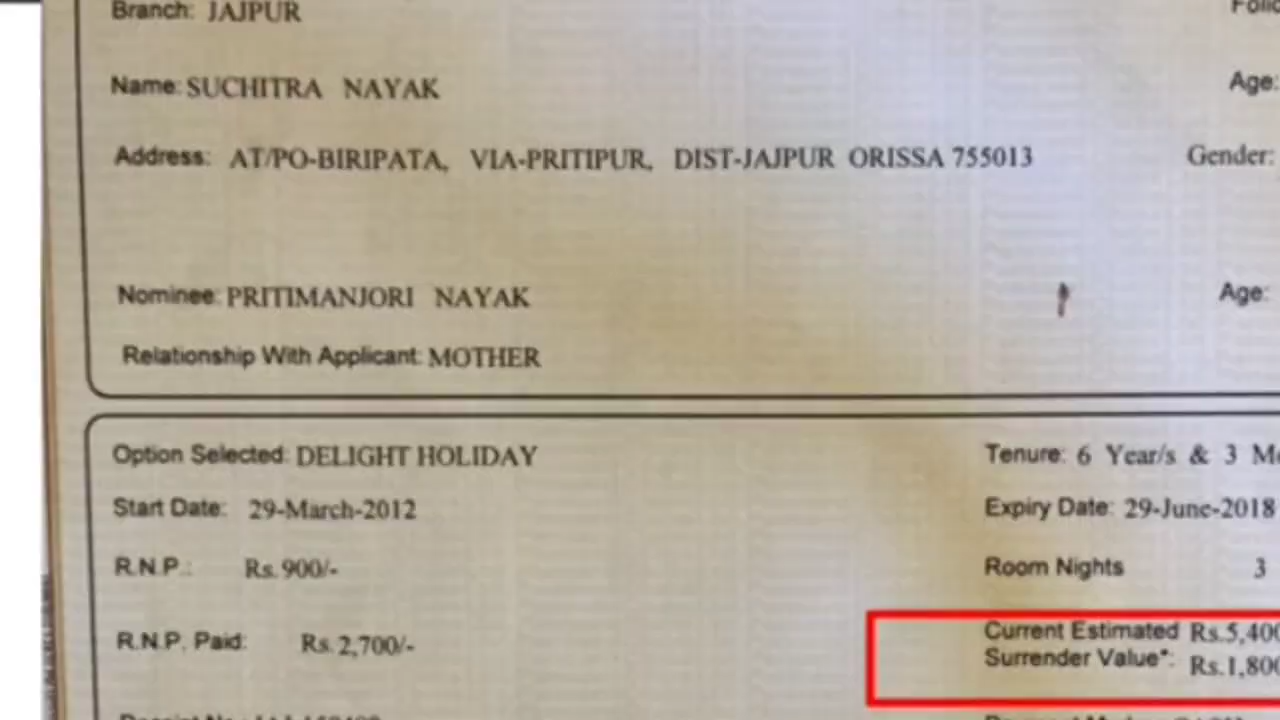 Branch: JAJPUR
Name: SUCHITRA NAYAK
Age:
Address: AT/PO-BIRIPATA, VIA-PRITIPUR, DIST-JAJPUR ORISSA 755013
Gender:
Nominee: PRITIMANJORI NAYAK
Age:
Relationship With Applicant: MOTHER
Option Selected: DELIGHT HOLIDAY
Tenure: 6 Year/s & 3
Start Date: 29-March-2012
Expiry Date: 29-June-2018
R.N.P.: Rs.900/-
Room Nights 3
R.N.P. Paid: Rs.2,700/-
Current Estimated Rs.5,400
Surrender Value*: Rs.1,800